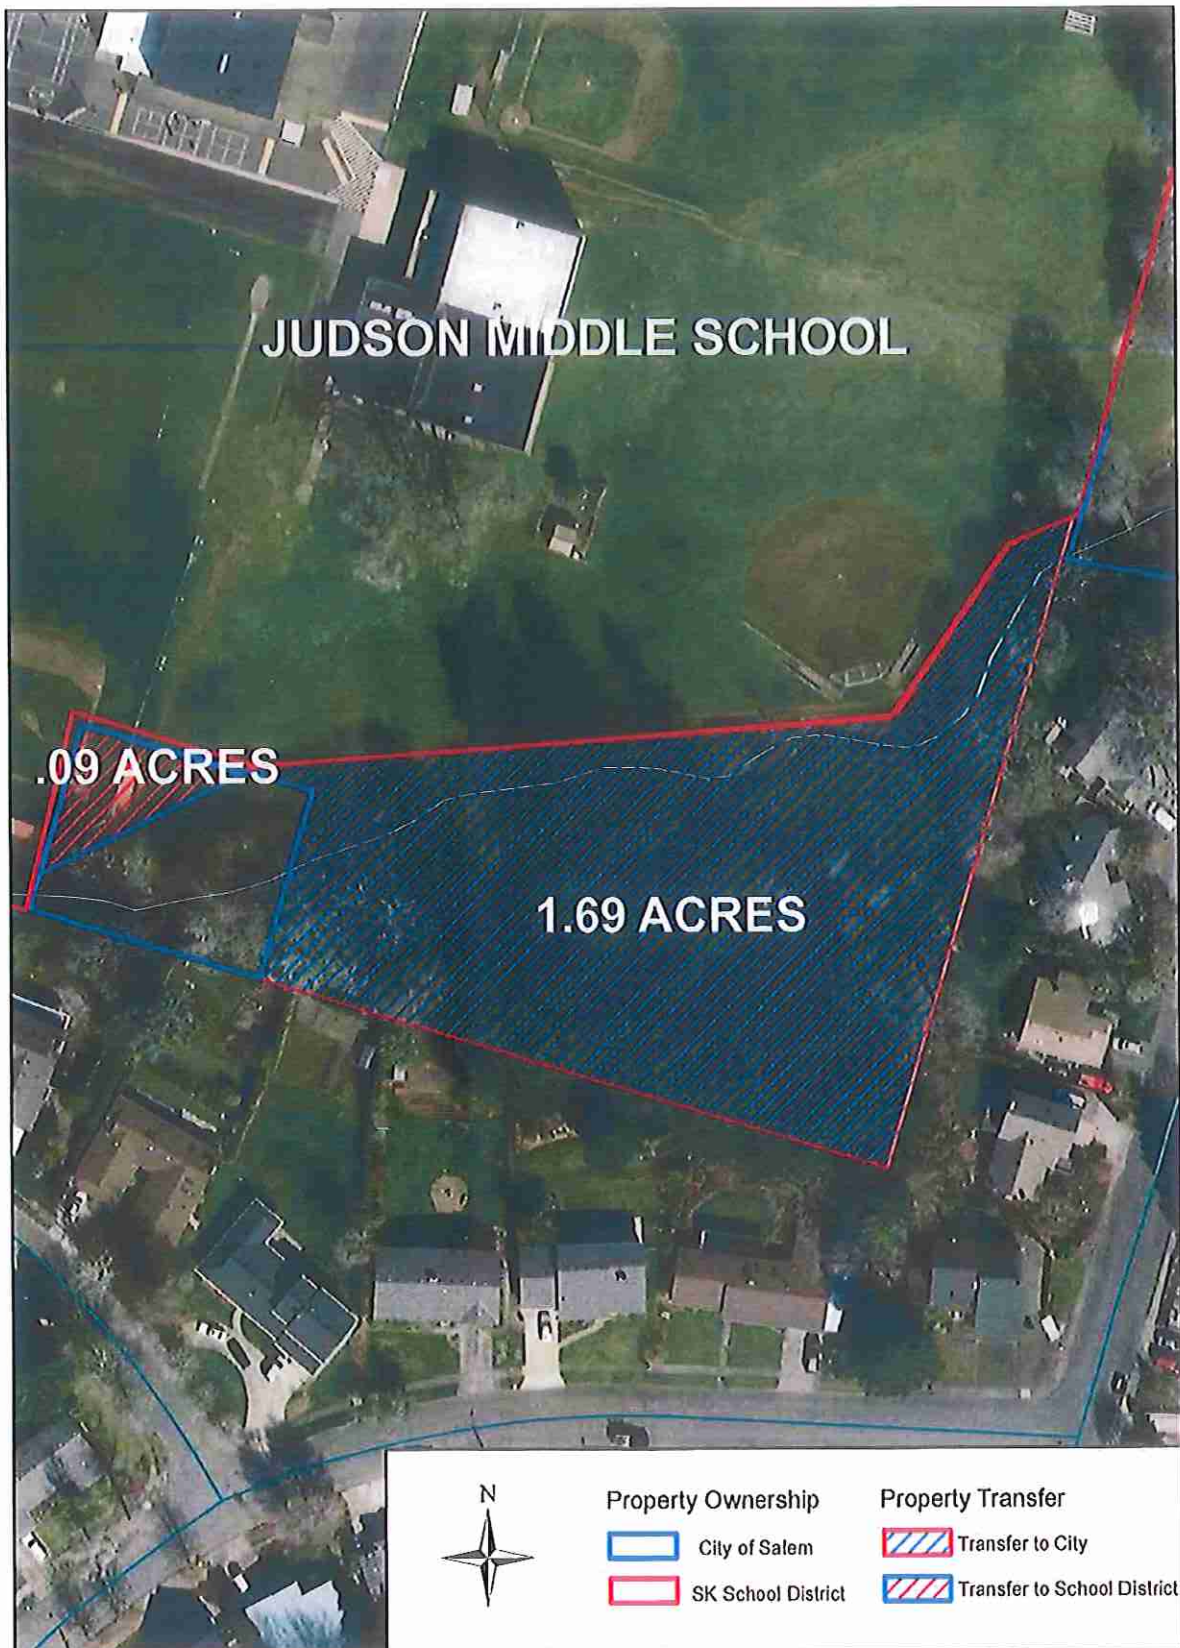 JUDSON MIDDLE SCHOOL
.09 ACRES
1.69 ACRES
N
Property Ownership
City of Salem
SK School District
Property Transfer
Transfer to City
Transfer to School District